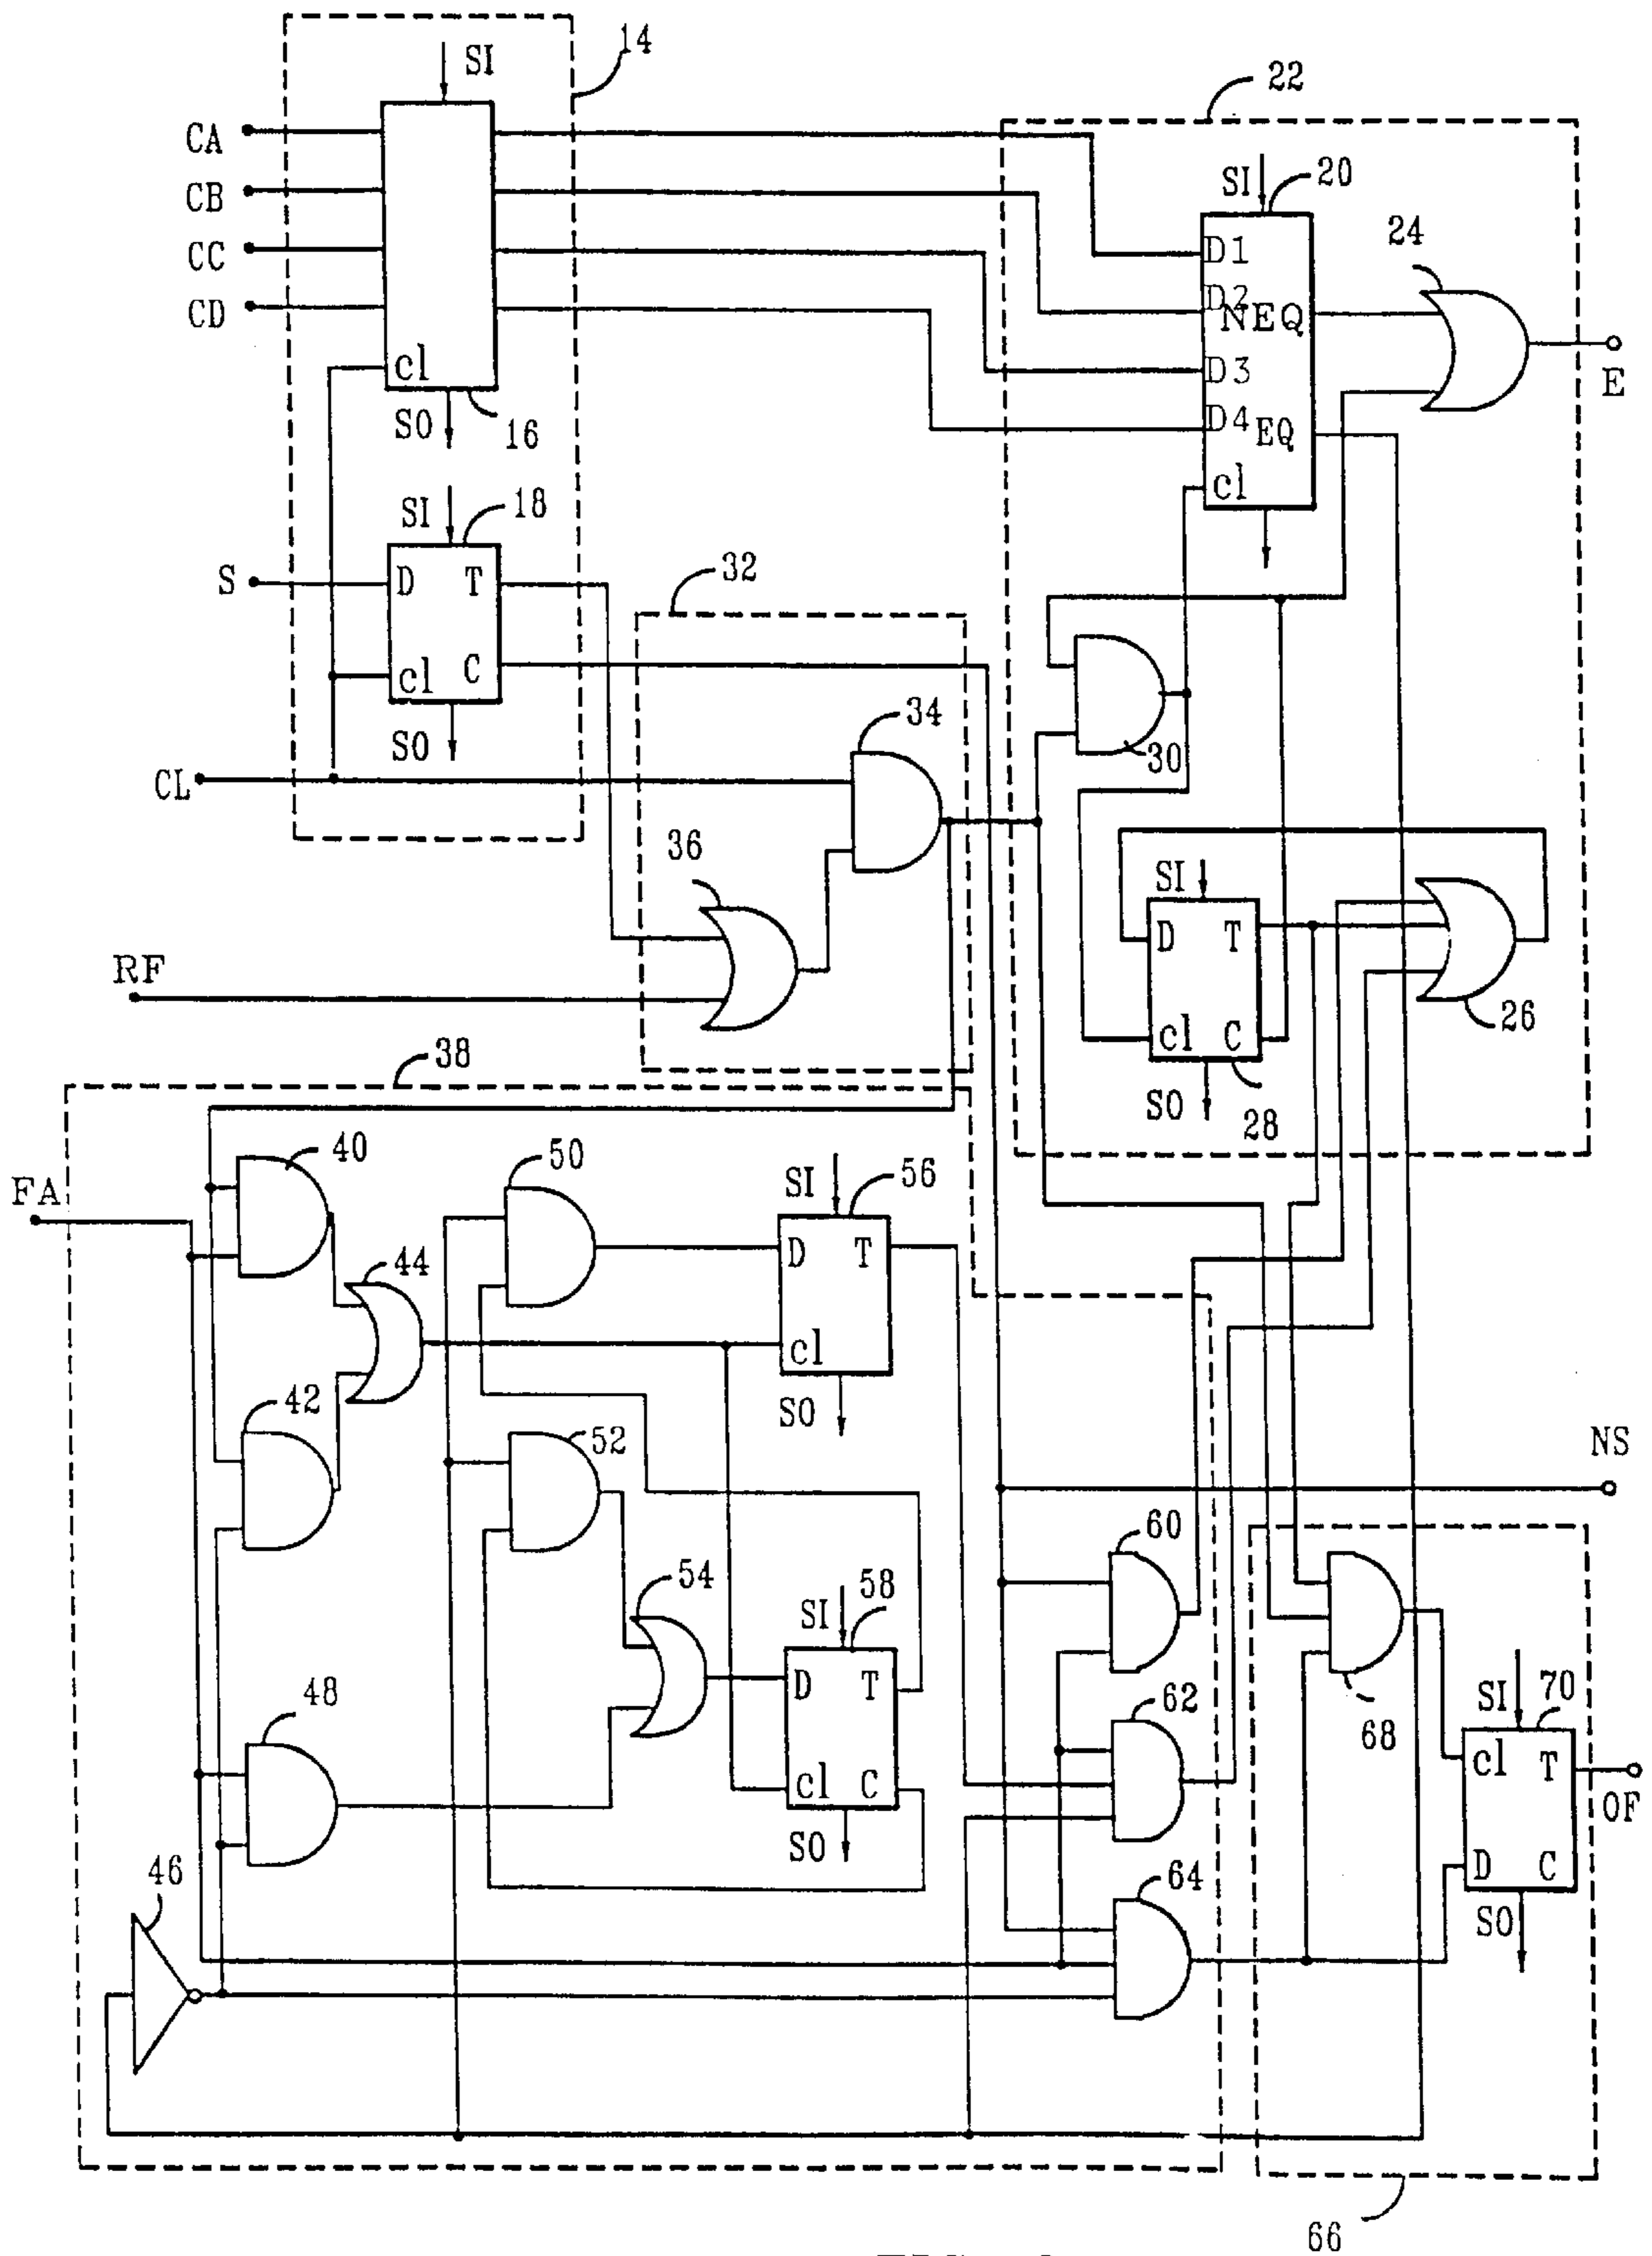 SI
14
CA
CB
CC
CD
cl
SO
16
22
SI
20
D1
D2
NEQ
D3
D4
EQ
cl
24
E
SI
18
S
D
T
cl
C
SO
CL
32
34
36
RF
30
SI
D
T
cl
C
SO
28
26
38
FA
40
50
SI
56
D
T
cl
SO
44
42
52
NS
54
SI
58
D
T
cl
C
SO
48
46
60
62
64
68
SI
70
cl
T
D
C
SO
OF
66